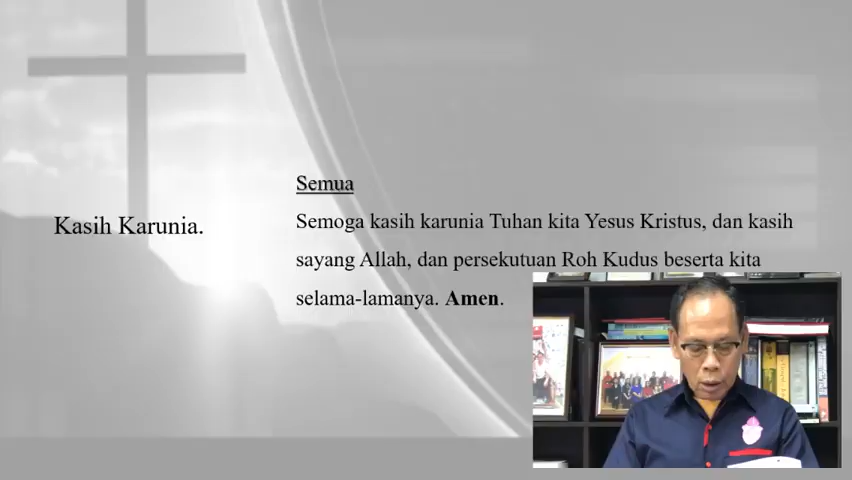 Kasih Karunia.
Semua
Semoga kasih karunia Tuhan kita Yesus Kristus, dan kasih
sayang Allah, dan persekutuan Roh Kudus beserta kita
selama-lamanya. Amen.